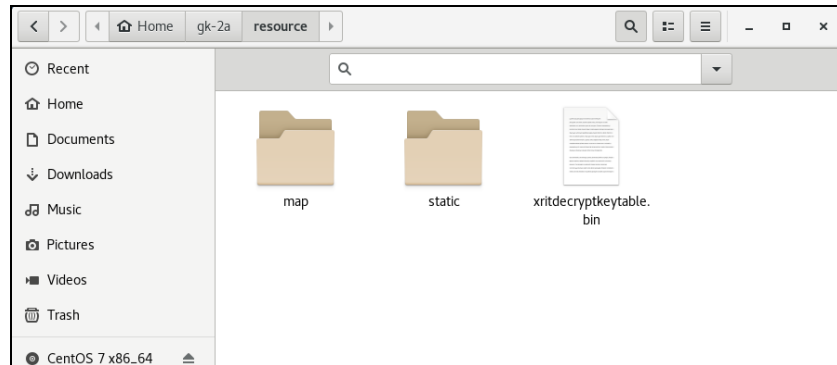 Home gk-2a resource
Recent
Home
Documents
Downloads
Music
Pictures
Videos
Trash
CentOS 7 x86_64
map
static
xritdecryptkeytable.
bin